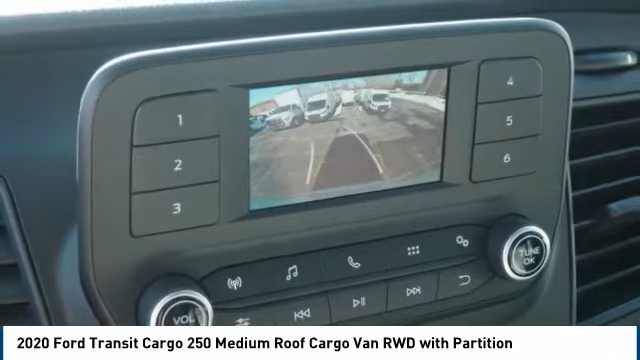 1
2
3
4
5
6
VOL
TUNE
OK
2020 Ford Transit Cargo 250 Medium Roof Cargo Van RWD with Partition